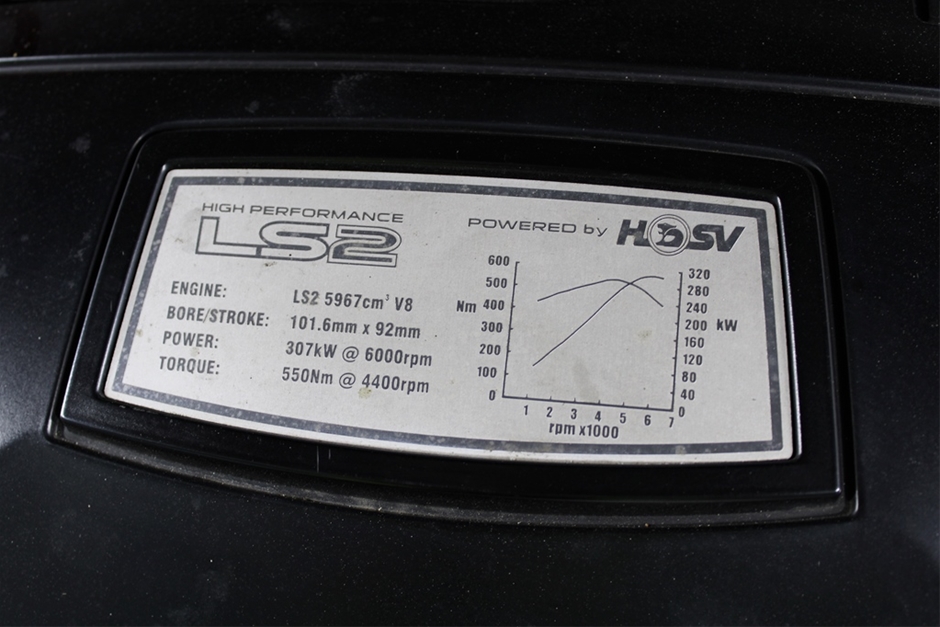 HIGH PERFORMANCE
LS2
ENGINE: LS2 5967cm³ V8
BORE/STROKE: 101.6mm x 92mm
POWER: 307kW @ 6000rpm
TORQUE: 550Nm @ 4400rpm
POWERED by HSV
600
500
Nm 400
300
200
100
0
320
280
240
200 kW
160
120
80
40
0
1 2 3 4 5 6 7
rpm x1000